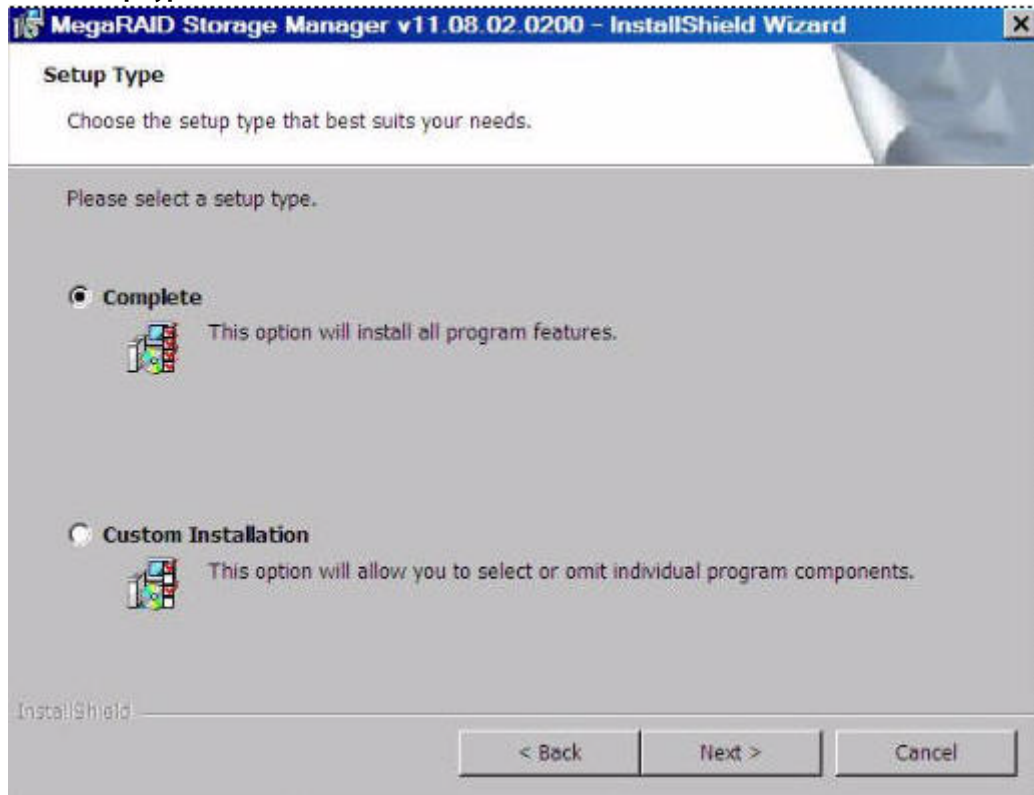 MegaRAID Storage Manager v11.08.02.0200 - InstallShield Wizard
Setup Type
Choose the setup type that best suits your needs.
Please select a setup type.
Complete
This option will install all program features.
Custom Installation
This option will allow you to select or omit individual program components.
InstallShield
< Back Next > Cancel